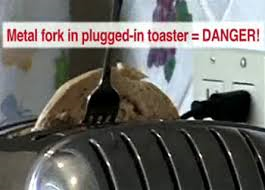 Metal fork in plugged-in toaster = DANGER!